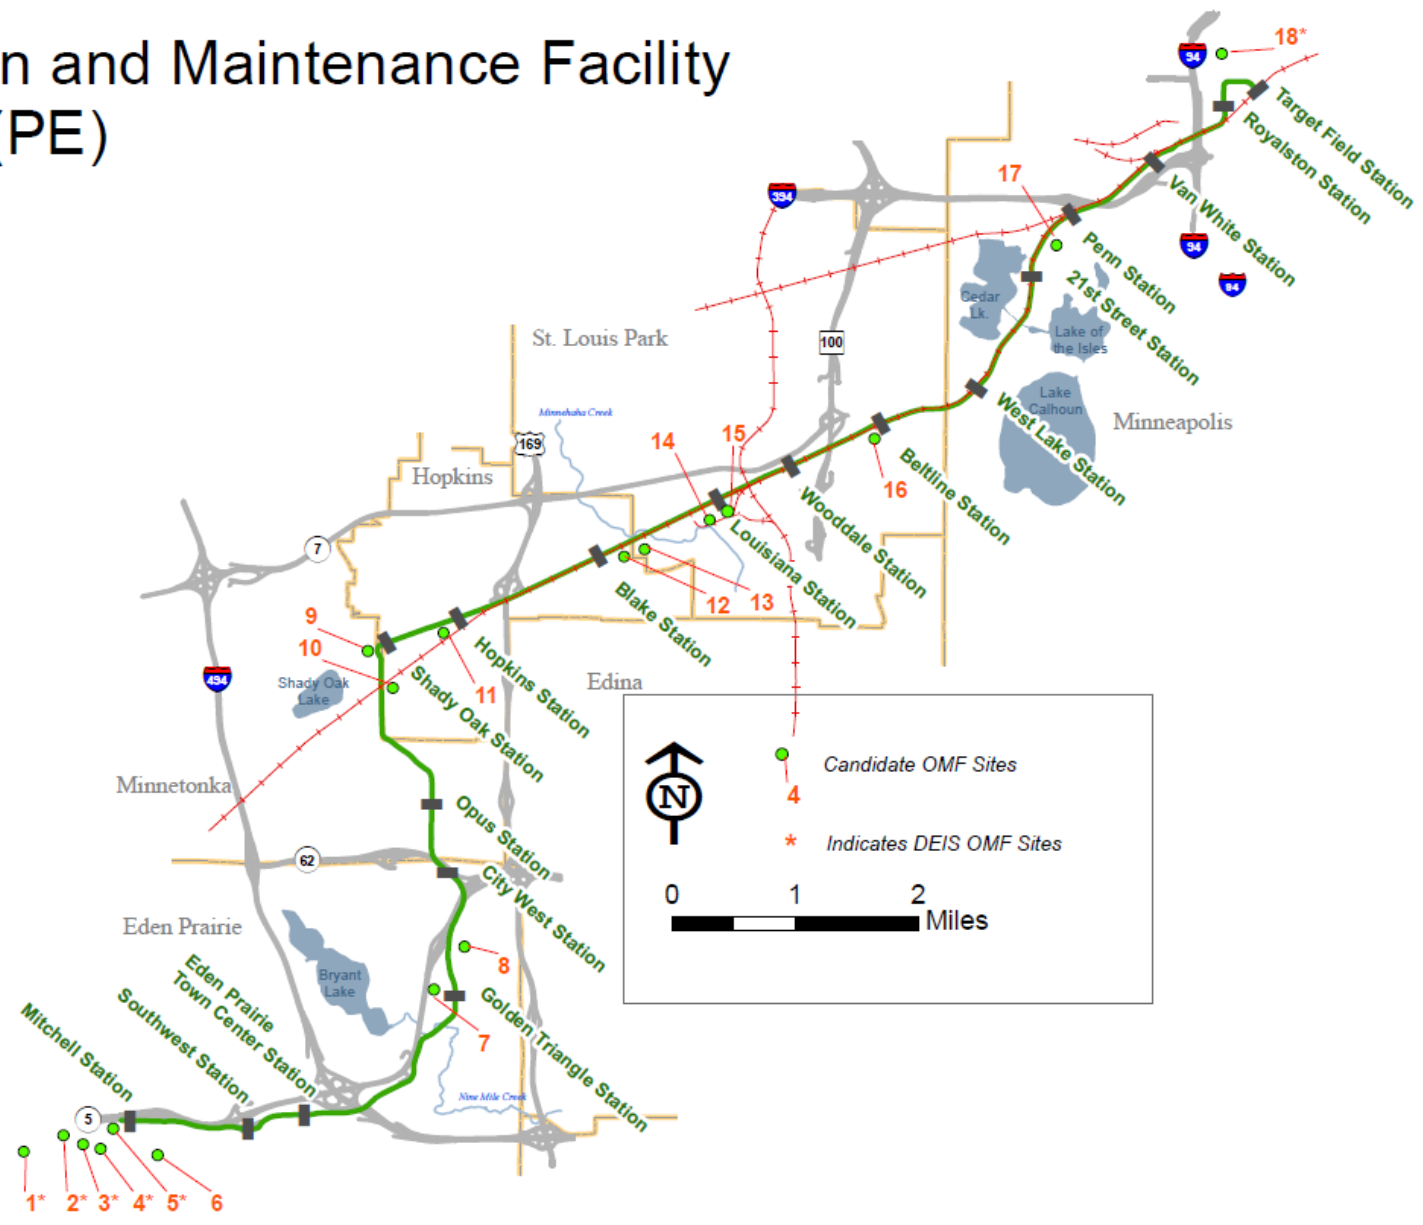 n and Maintenance Facility
(PE)
94
18*
Target Field Station
Royalston Station
Van White Station
17
394
94
94
Penn Station
21st Street Station
Cedar
Lk.
Lake of
the Isles
St. Louis Park
100
Lake
Calhoun
Minneapolis
West Lake Station
Minnehaha Creek
169
14
15
Hopkins
16
Beltline Station
Wooddale Station
Louisiana Station
7
12
13
Blake Station
9
10
11
Hopkins Station
Shady Oak Station
Shady Oak
Lake
494
Edina
Minnetonka
Opus Station
62
City West Station
Candidate OMF Sites
4
N
* Indicates DEIS OMF Sites
0 1 2
Miles
Eden Prairie
8
Bryant
Lake
7
Golden Triangle Station
Eden Prairie
Town Center Station
Southwest Station
Mitchell Station
Nine Mile Creek
5
1* 2* 3* 4* 5* 6